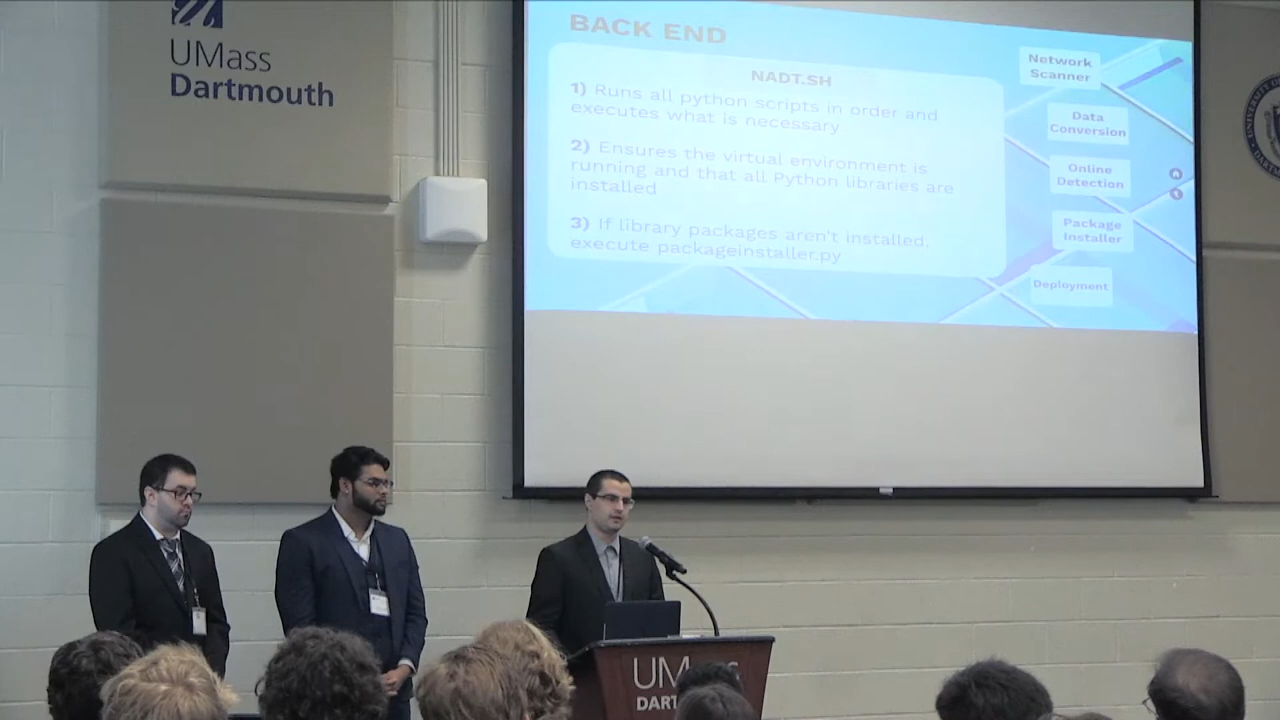 UMass
Dartmouth
BACK END
NADT.SH
1) Runs all python scripts in order and
executes what is necessary
2) Ensures the virtual environment is
running and that all Python libraries are
installed
3) If library packages aren't installed,
execute packageinstaller.py
Network
Scanner
Data
Conversion
Online
Detection
Package
Installer
Deployment